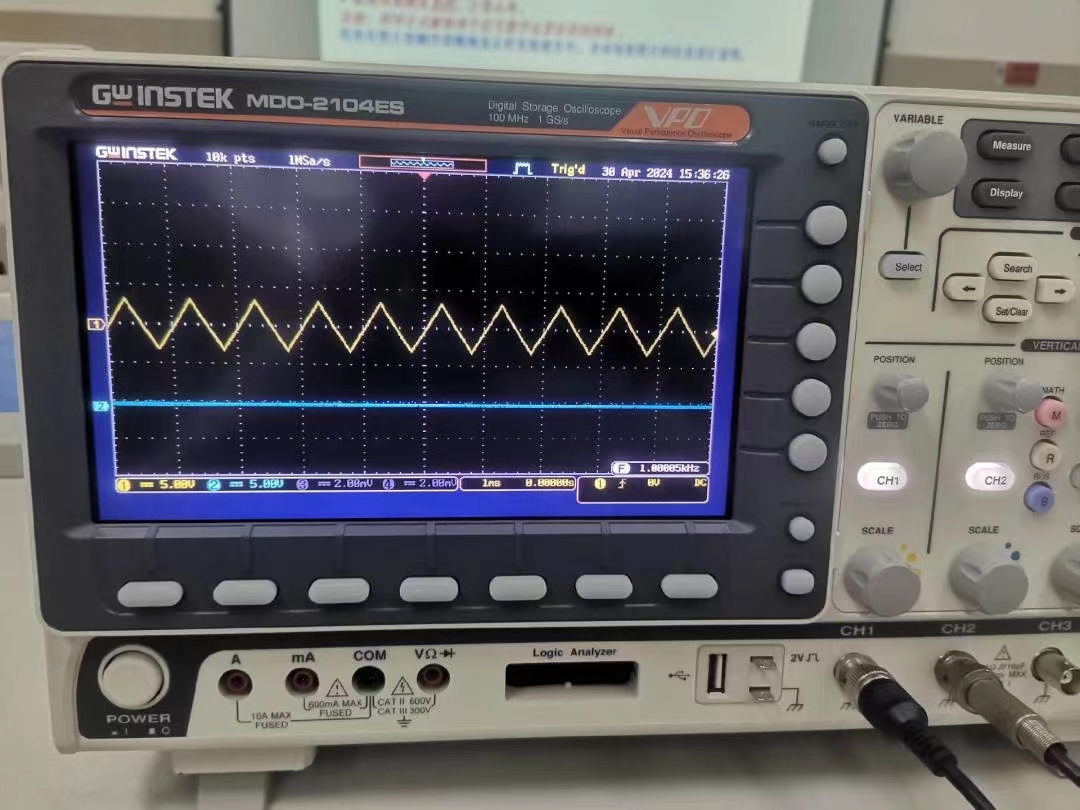 GW INSTEK MDO-2104ES
Digital Storage Oscilloscope
100 MHz 1 GS/s
VPO
Visual Persistence Oscilloscope
GW INSTEK 10k pts 1MSa/s Trig'd 30 Apr 2024 15:36:26
1
2
F 1.00005kHz
1 5.00V 2 5.00V 3 2.00mV 4 2.00mV 1ms 0.00000s 1 0V DC
VARIABLE
Measure
Display
Select
Search
Set/Clear
VERTICAL
POSITION
POSITION
PUSH TO
ZERO
PUSH TO
ZERO
MATH
M
REF
R
BUS
B
CH1
CH2
SCALE
SCALE
CH1
CH2
CH3
POWER
A
mA
COM
VΩ
600mA MAX
FUSED
10A MAX
FUSED
CAT II 600V
CAT III 300V
Logic Analyzer
2V